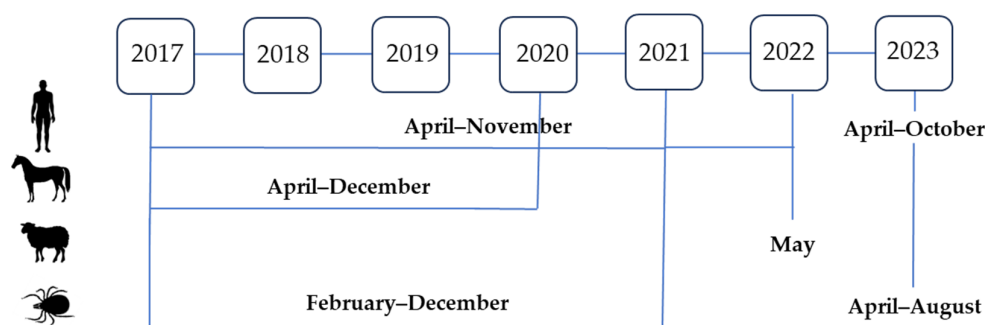 2017 2018 2019 2020 2021 2022 2023
April–November
April–October
April–December
May
February–December
April–August